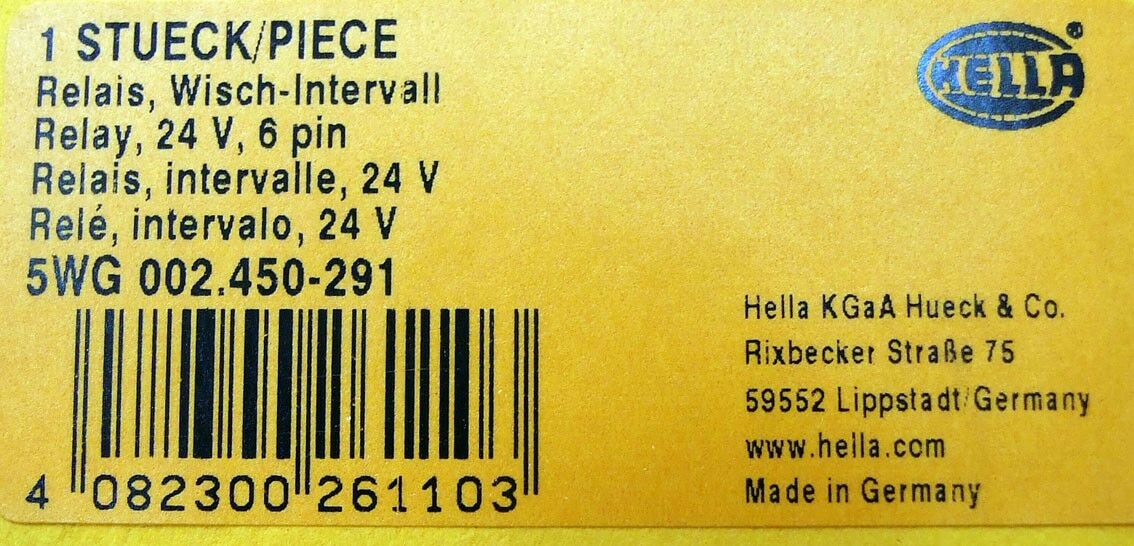 1 STUECK/PIECE
Relais, Wisch-Intervall
Relay, 24 V, 6 pin
Relais, intervalle, 24 V
Relé, intervalo, 24 V
5WG 002.450-291
4 082300 261103
HELLA®
Hella KGaA Hueck & Co.
Rixbecker Straße 75
59552 Lippstadt/Germany
www.hella.com
Made in Germany